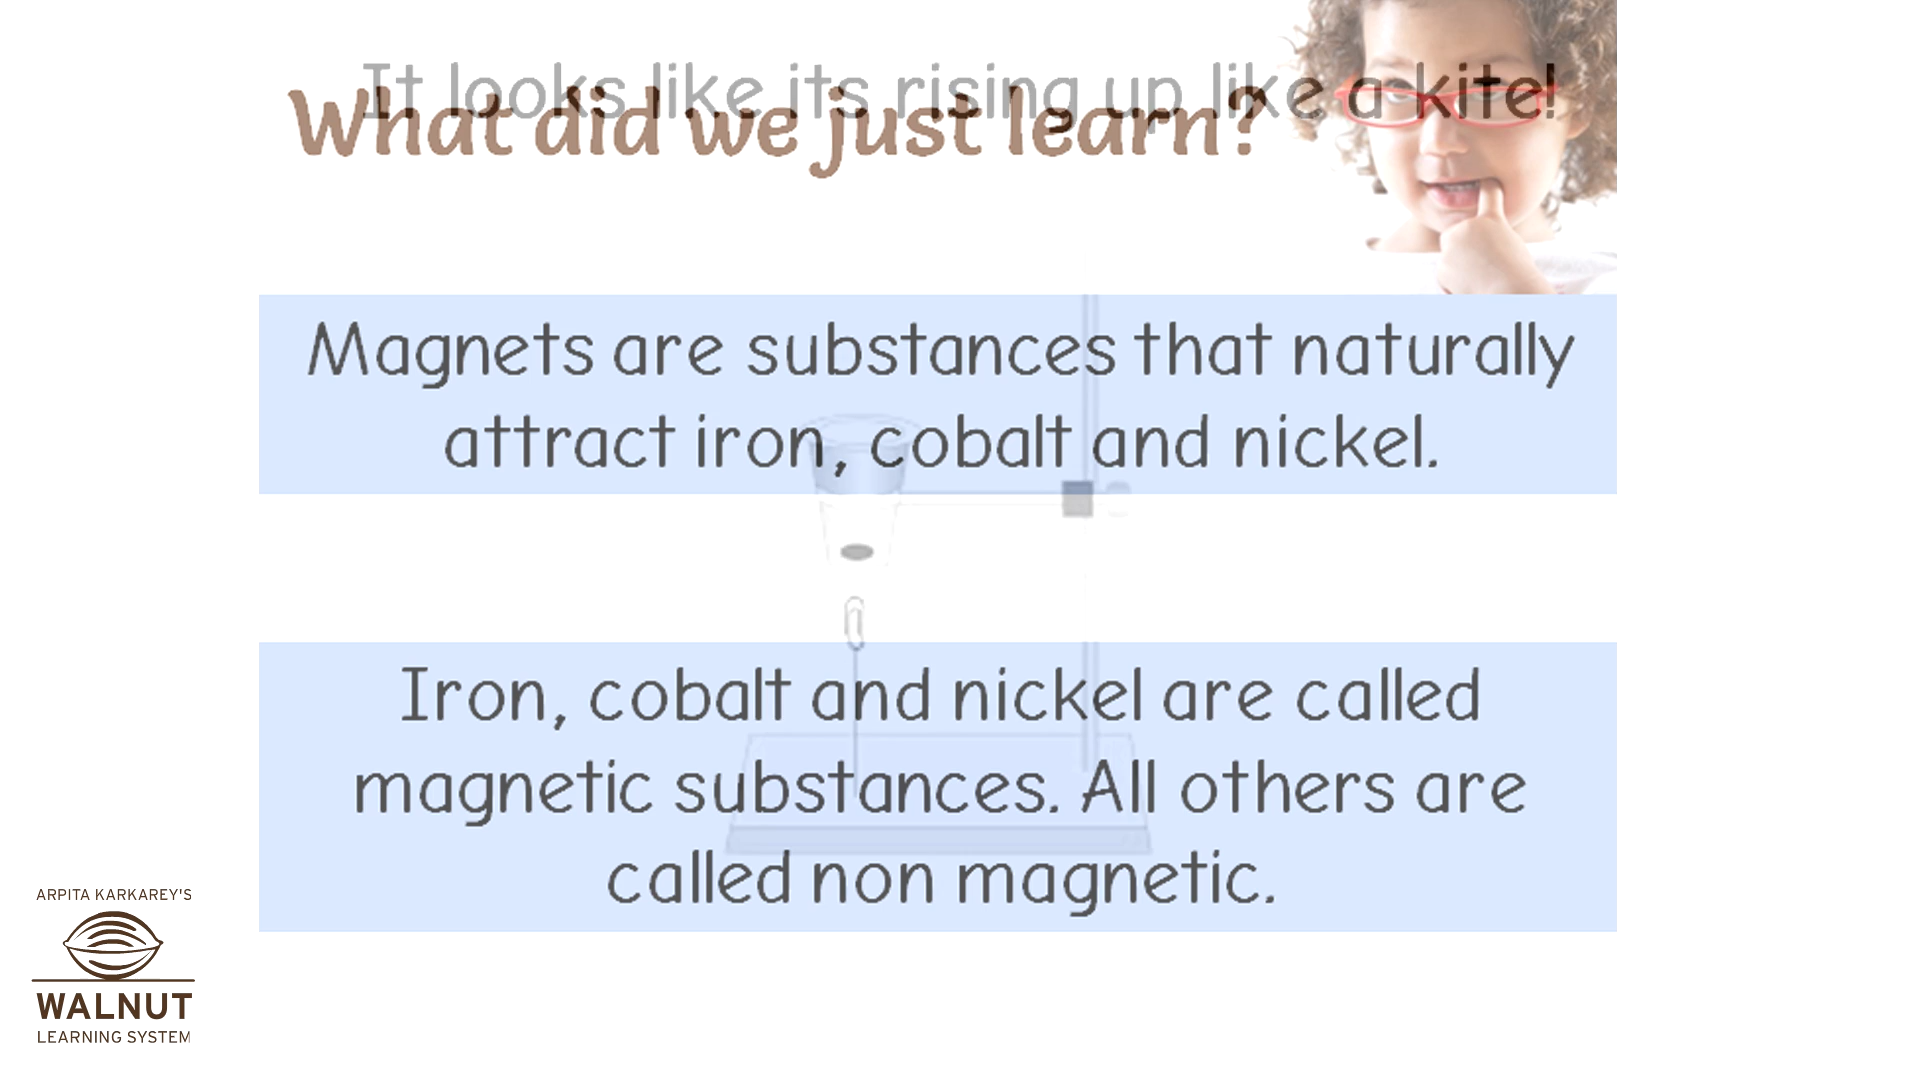 It looks like its rising up like a kite!
What did we just learn?
Magnets are substances that naturally
attract iron, cobalt and nickel.
Iron, cobalt and nickel are called
magnetic substances. All others are
called non magnetic.
ARPITA KARKAREY'S
WALNUT
LEARNING SYSTEM